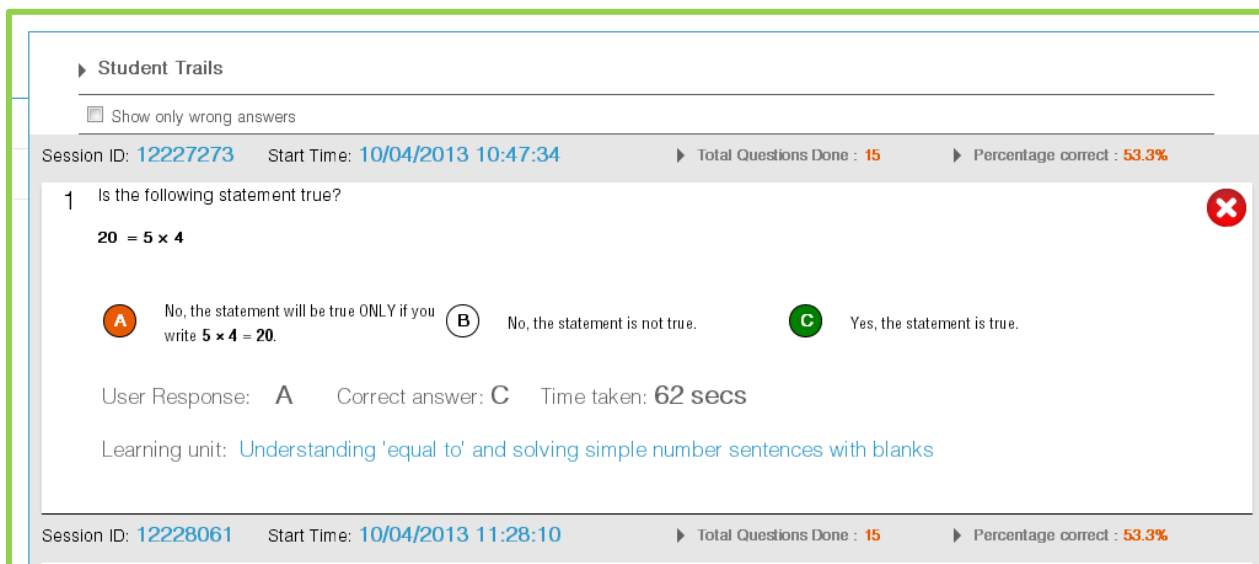 Student Trails
Show only wrong answers
Session ID: 12227273 Start Time: 10/04/2013 10:47:34 Total Questions Done : 15 Percentage correct : 53.3%
1 Is the following statement true?
20 = 5 × 4
A No, the statement will be true ONLY if you
write 5 × 4 = 20.
B No, the statement is not true.
C Yes, the statement is true.
User Response: A Correct answer: C Time taken: 62 secs
Learning unit: Understanding 'equal to' and solving simple number sentences with blanks
Session ID: 12228061 Start Time: 10/04/2013 11:28:10 Total Questions Done : 15 Percentage correct : 53.3%